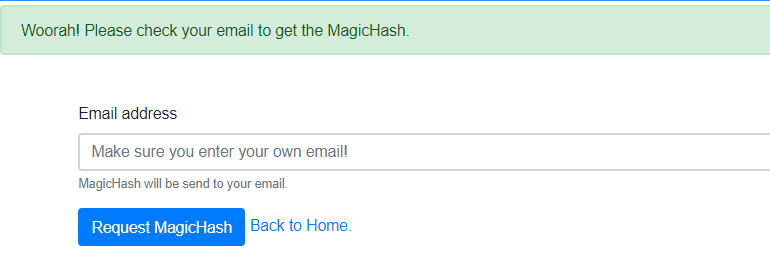 Woorah! Please check your email to get the MagicHash.
Email address
Make sure you enter your own email!
MagicHash will be send to your email.
Request MagicHash Back to Home.